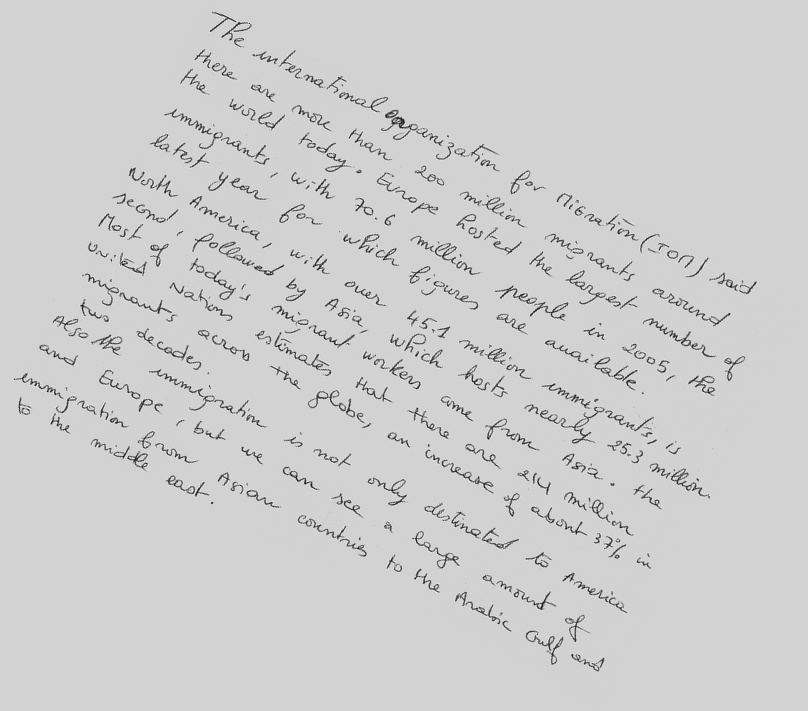 The international Organization for Migration (IOM) said
there are more than 200 million migrants around
the world today. Europe hosted the largest number of
immigrants, with 70.6 million people in 2005, the
latest year for which figures are available.
North America, with over 45.1 million immigrants, is
second, followed by Asia, which hosts nearly 25.3 million.
Most of today's migrant workers come from Asia. the
United Nations estimates that there are 214 million
migrants across the globe, an increase of about 37% in
two decades.
Also the immigration is not only destinated to America
and Europe, but we can see a large amount of
immigration from Asian countries to the Arabic Gulf and
to the middle east.